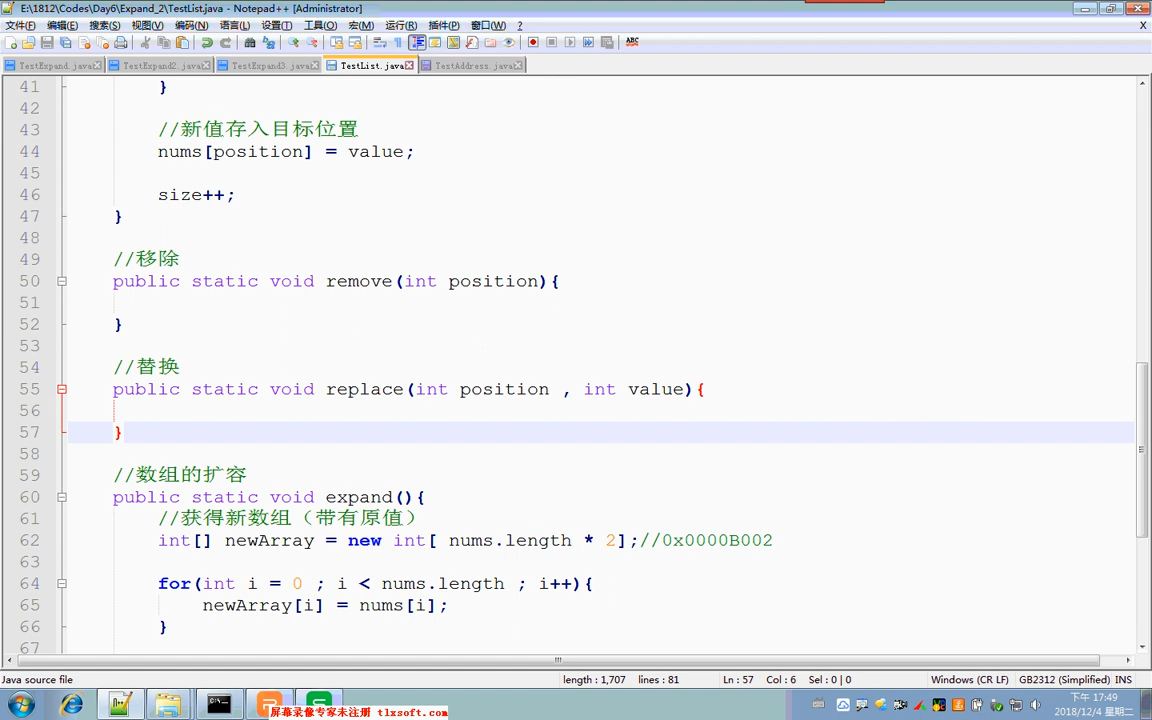 E:\1812\Codes\Day6\Expand_2\TestList.java - Notepad++ [Administrator]
文件(F) 编辑(E) 搜索(S) 视图(V) 编码(N) 语言(L) 设置(T) 工具(O) 宏(M) 运行(R) 插件(P) 窗口(W) ? X
TestExpand.java TestExpand2.java TestExpand3.java TestList.java TestAddress.java
41 }
42
43 //新值存入目标位置
44 nums[position] = value;
45
46 size++;
47 }
48
49 //移除
50 public static void remove(int position){
51
52 }
53
54 //替换
55 public static void replace(int position , int value){
56
57 }
58
59 //数组的扩容
60 public static void expand(){
61 //获得新数组（带有原值）
62 int[] newArray = new int[ nums.length * 2];//0x0000B002
63
64 for(int i = 0 ; i < nums.length ; i++){
65 newArray[i] = nums[i];
66 }
67
Java source file length : 1,707 lines : 81 Ln : 57 Col : 6 Sel : 0 | 0 Windows (CR LF) GB2312 (Simplified) INS
下午 17:49
2018/12/4 星期二
屏幕录像专家未注册 tlxsoft.com